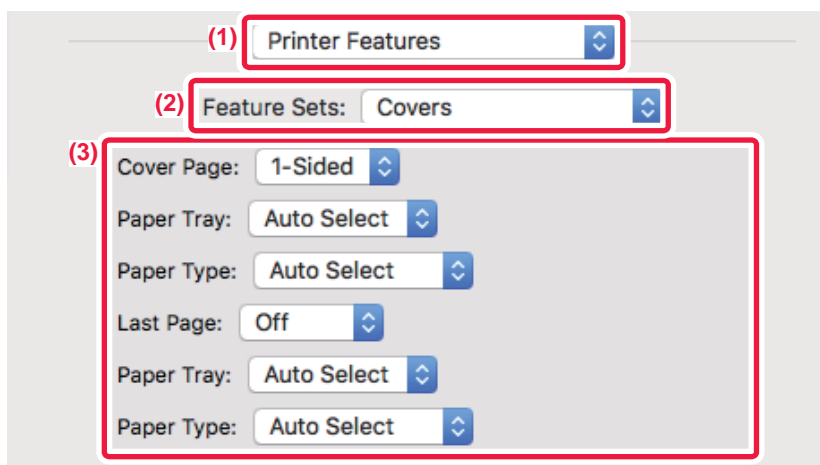 (1) Printer Features
(2) Feature Sets: Covers
(3)
Cover Page: 1-Sided
Paper Tray: Auto Select
Paper Type: Auto Select
Last Page: Off
Paper Tray: Auto Select
Paper Type: Auto Select